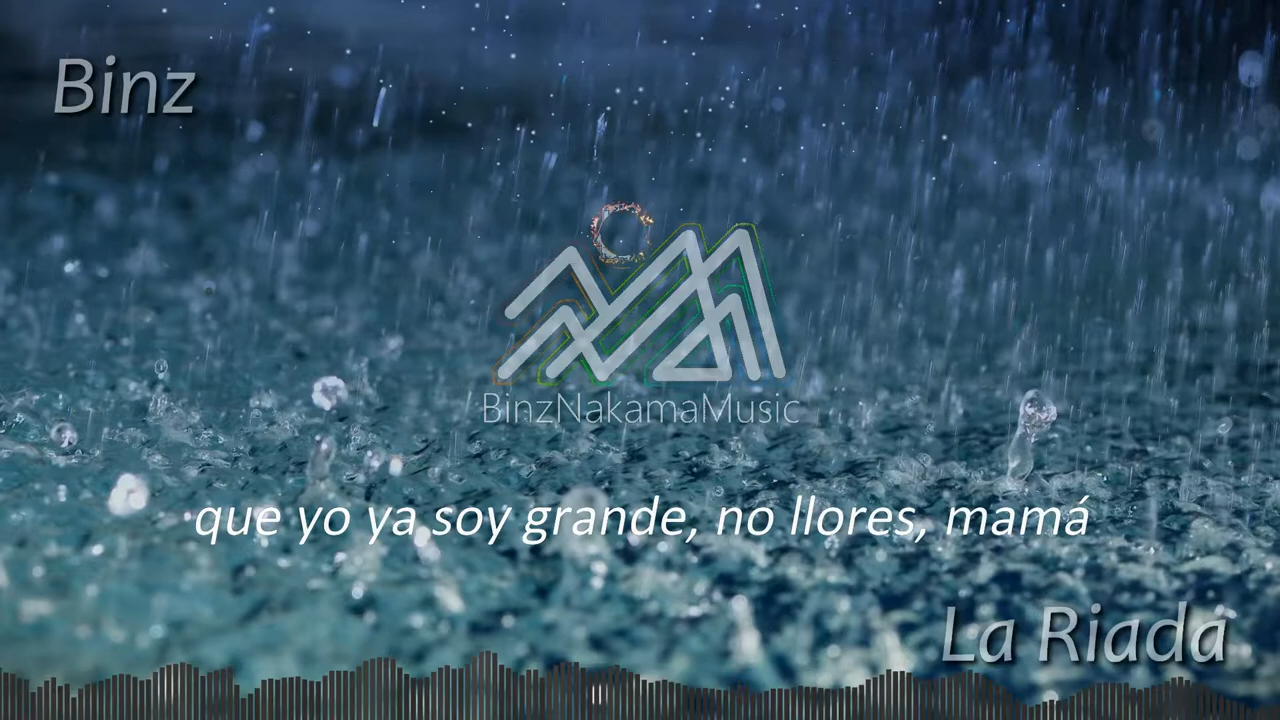 Binz
BinzNakamaMusic
que yo ya soy grande, no llores, mamá
La Riada